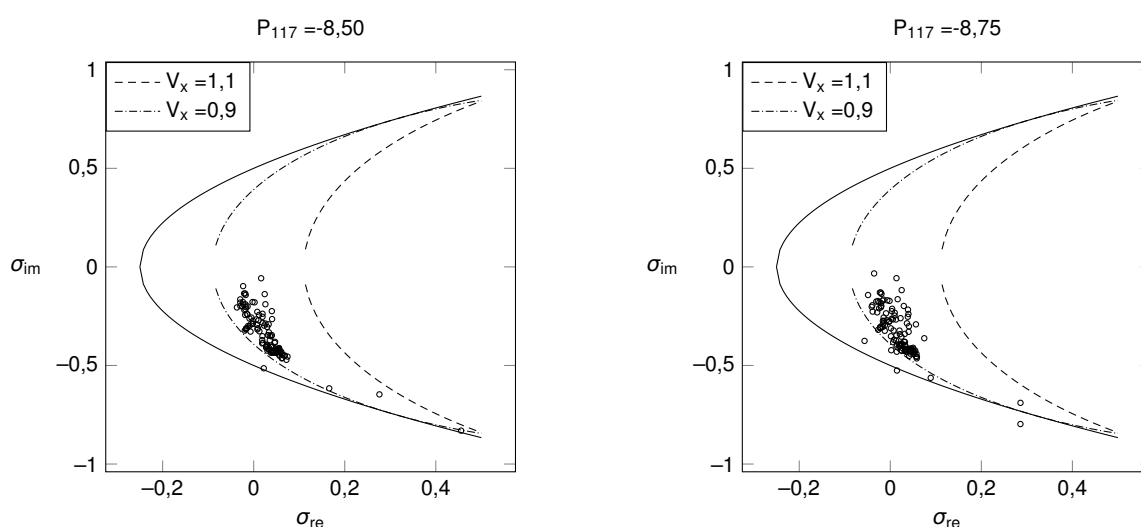 P117 =-8,50
V_x =1,1
V_x =0,9
1
0,5
0
–0,5
–1
σim
–0,2
0
0,2
0,4
σre
P117 =-8,75
V_x =1,1
V_x =0,9
1
0,5
0
–0,5
–1
σim
–0,2
0
0,2
0,4
σre